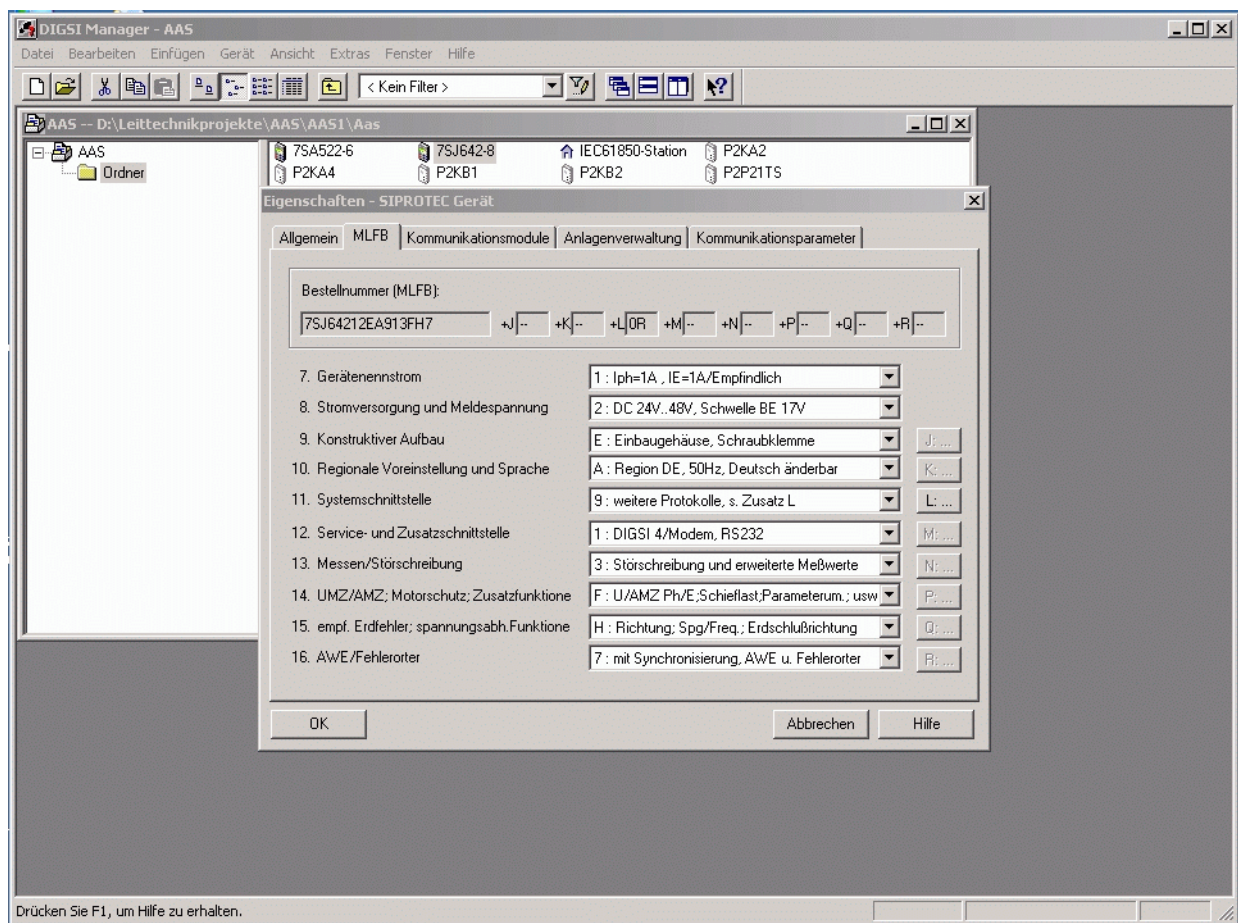 DIGSI Manager - AAS
Datei Bearbeiten Einfügen Gerät Ansicht Extras Fenster Hilfe
< Kein Filter >
AAS -- D:\Leittechnikprojekte\AAS\AAS1\Aas
AAS
Ordner
7SA522-6 7SJ642-8 IEC61850-Station P2KA2
P2KA4 P2KB1 P2KB2 P2P21TS
Eigenschaften - SIPROTEC Gerät
Allgemein MLFB Kommunikationsmodule Anlagenverwaltung Kommunikationsparameter
Bestellnummer (MLFB):
7SJ64212EA913FH7 +J -- +K -- +L 0R +M -- +N -- +P -- +Q -- +R --
7. Gerätenennstrom 1 : Iph=1A , IE=1A/Empfindlich
8. Stromversorgung und Meldespannung 2 : DC 24V..48V, Schwelle BE 17V
9. Konstruktiver Aufbau E : Einbaugehäuse, Schraubklemme J: ...
10. Regionale Voreinstellung und Sprache A : Region DE, 50Hz, Deutsch änderbar K: ...
11. Systemschnittstelle 9 : weitere Protokolle, s. Zusatz L L: ...
12. Service- und Zusatzschnittstelle 1 : DIGSI 4/Modem, RS232 M: ...
13. Messen/Störschreibung 3 : Störschreibung und erweiterte Meßwerte N: ...
14. UMZ/AMZ; Motorschutz; Zusatzfunktione F : U/AMZ Ph/E;Schieflast;Parameterum.; usw P: ...
15. empf. Erdfehler; spannungsabh.Funktione H : Richtung; Spg/Freq.; Erdschlußrichtung Q: ...
16. AWE/Fehlerorter 7 : mit Synchronisierung, AWE u. Fehlerorter R: ...
OK Abbrechen Hilfe
Drücken Sie F1, um Hilfe zu erhalten.